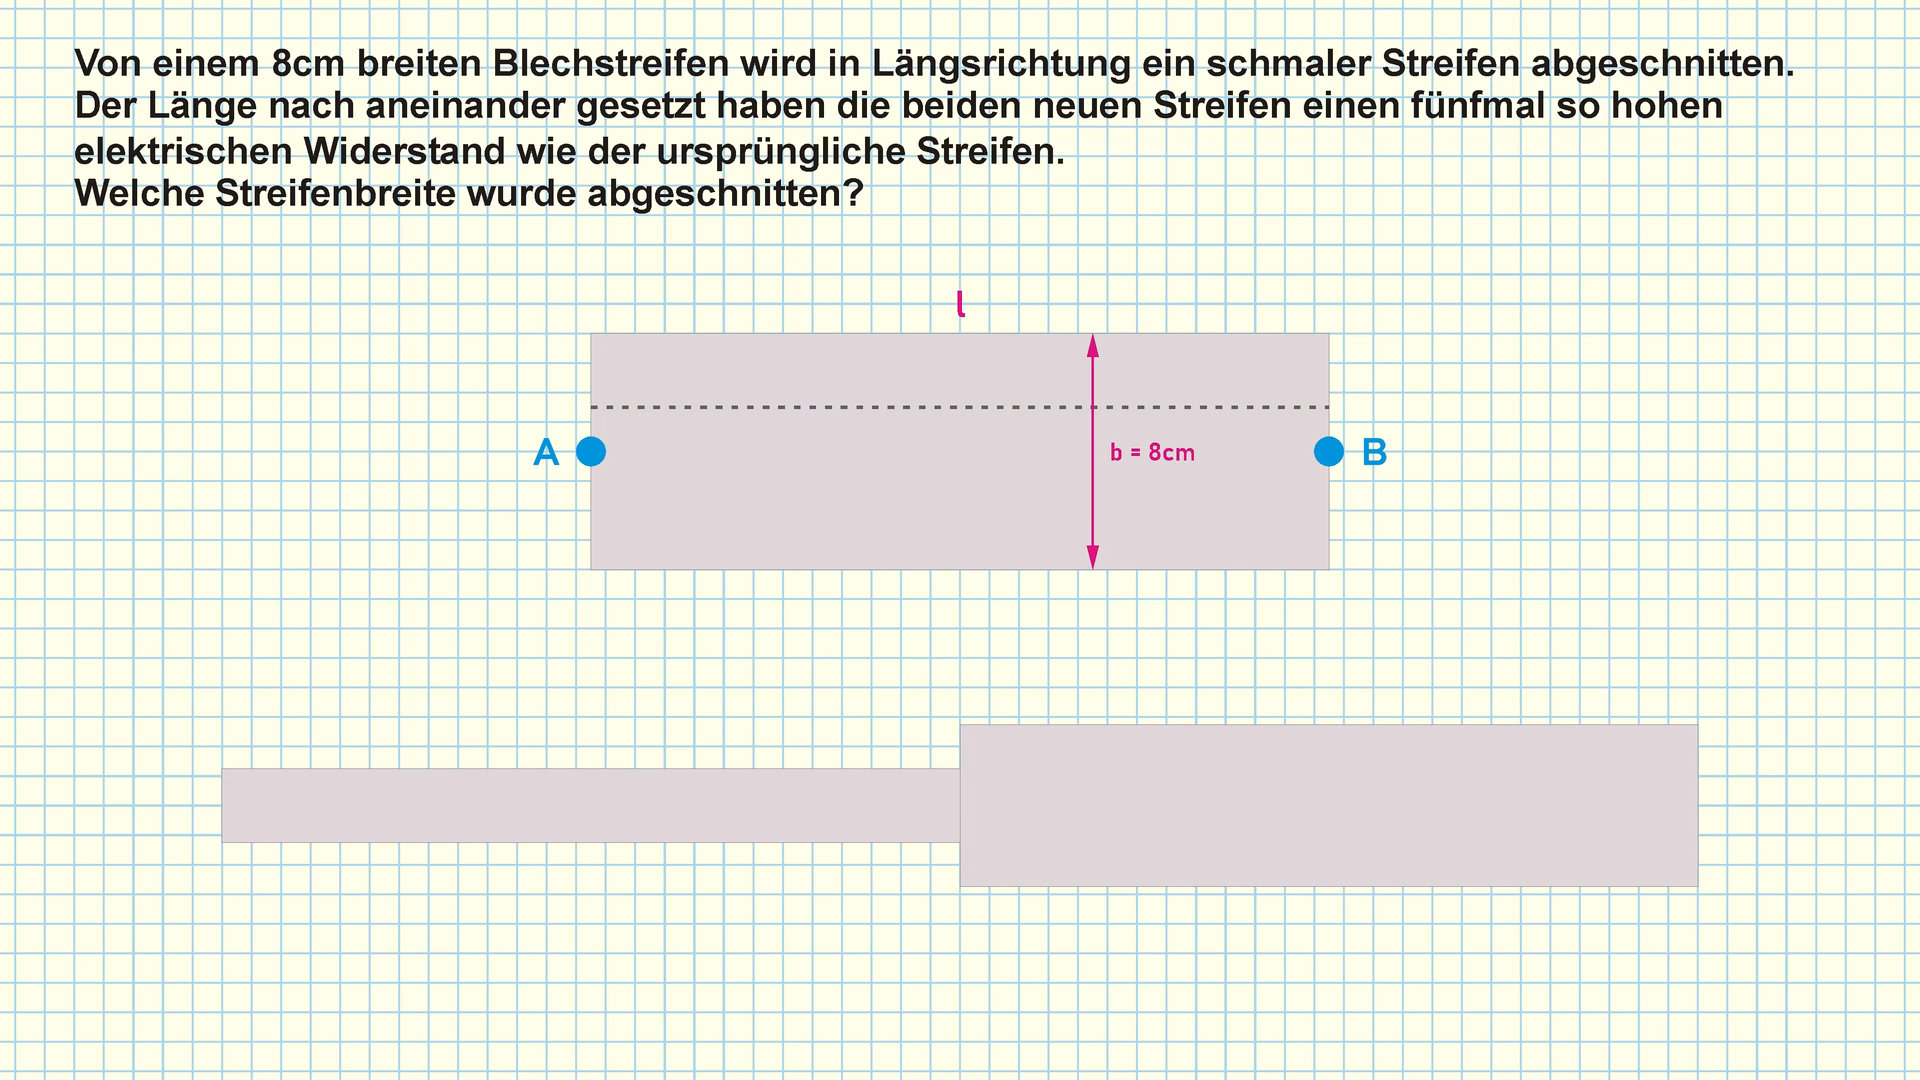 Von einem 8cm breiten Blechstreifen wird in Längsrichtung ein schmaler Streifen abgeschnitten.
Der Länge nach aneinander gesetzt haben die beiden neuen Streifen einen fünfmal so hohen
elektrischen Widerstand wie der ursprüngliche Streifen.
Welche Streifenbreite wurde abgeschnitten?
l
A
b = 8cm
B